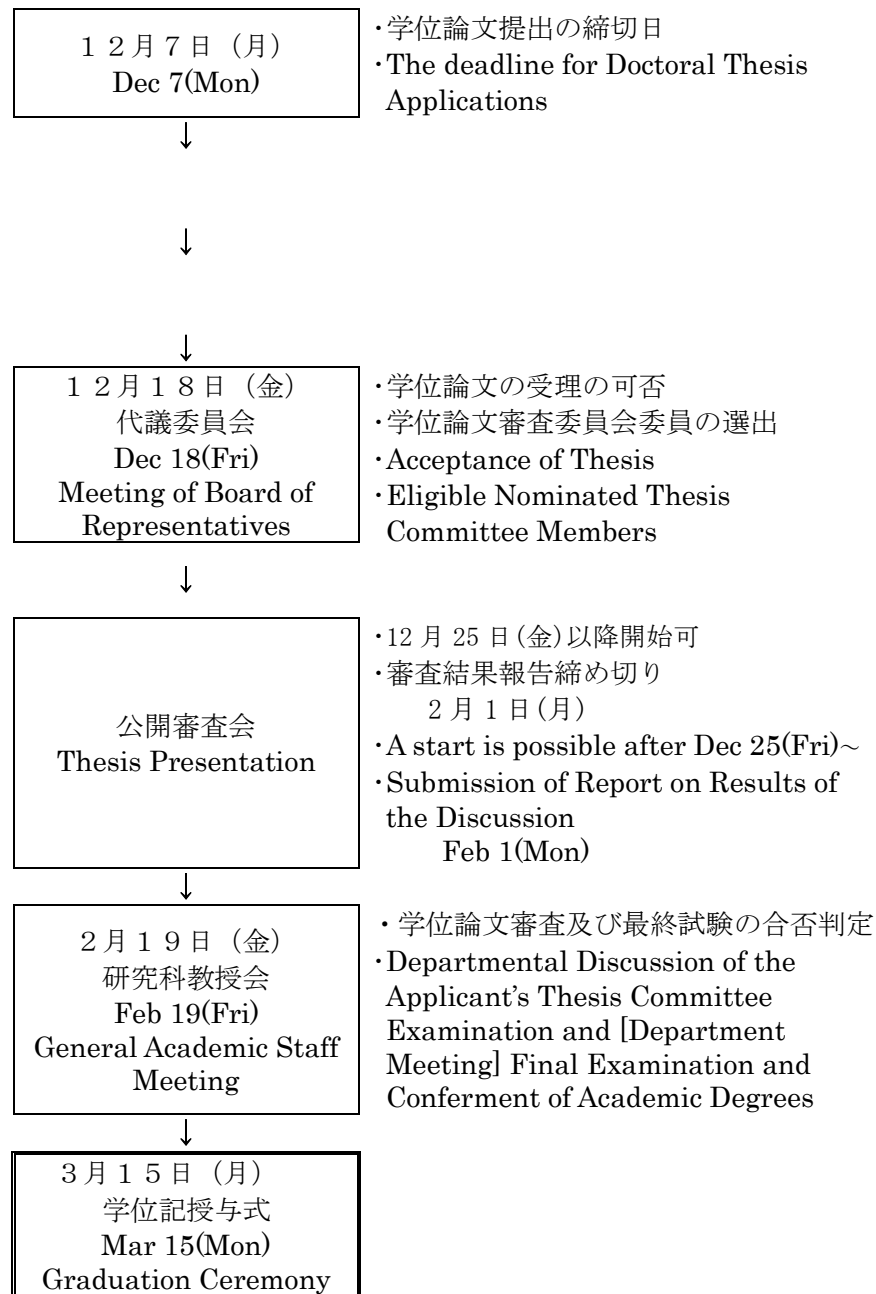 １２月７日（月）
Dec 7(Mon)
・学位論文提出の締切日
・The deadline for Doctoral Thesis
Applications
↓
↓
↓
１２月１８日（金）
代議委員会
Dec 18(Fri)
Meeting of Board of
Representatives
・学位論文の受理の可否
・学位論文審査委員会委員の選出
・Acceptance of Thesis
・Eligible Nominated Thesis
Committee Members
↓
公開審査会
Thesis Presentation
・12 月 25 日(金)以降開始可
・審査結果報告締め切り
2 月 1 日(月)
・A start is possible after Dec 25(Fri)~
・Submission of Report on Results of
the Discussion
Feb 1(Mon)
↓
２月１９日（金）
研究科教授会
Feb 19(Fri)
General Academic Staff
Meeting
・学位論文審査及び最終試験の合否判定
・Departmental Discussion of the
Applicant’s Thesis Committee
Examination and [Department
Meeting] Final Examination and
Conferment of Academic Degrees
↓
３月１５日（月）
学位記授与式
Mar 15(Mon)
Graduation Ceremony